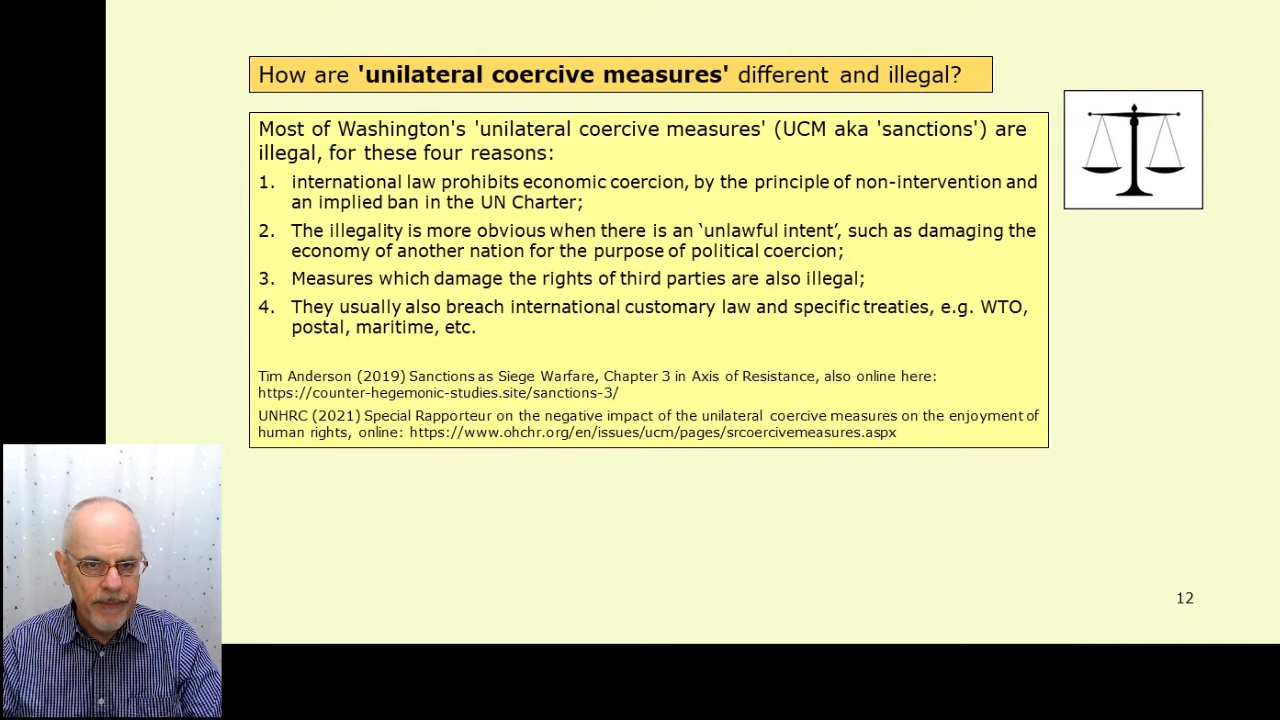 How are 'unilateral coercive measures' different and illegal?
Most of Washington's 'unilateral coercive measures' (UCM aka 'sanctions') are
illegal, for these four reasons:
1. international law prohibits economic coercion, by the principle of non-intervention and
an implied ban in the UN Charter;
2. The illegality is more obvious when there is an ‘unlawful intent’, such as damaging the
economy of another nation for the purpose of political coercion;
3. Measures which damage the rights of third parties are also illegal;
4. They usually also breach international customary law and specific treaties, e.g. WTO,
postal, maritime, etc.
Tim Anderson (2019) Sanctions as Siege Warfare, Chapter 3 in Axis of Resistance, also online here:
https://counter-hegemonic-studies.site/sanctions-3/
UNHRC (2021) Special Rapporteur on the negative impact of the unilateral coercive measures on the enjoyment of
human rights, online: https://www.ohchr.org/en/issues/ucm/pages/srcoercivemeasures.aspx
12